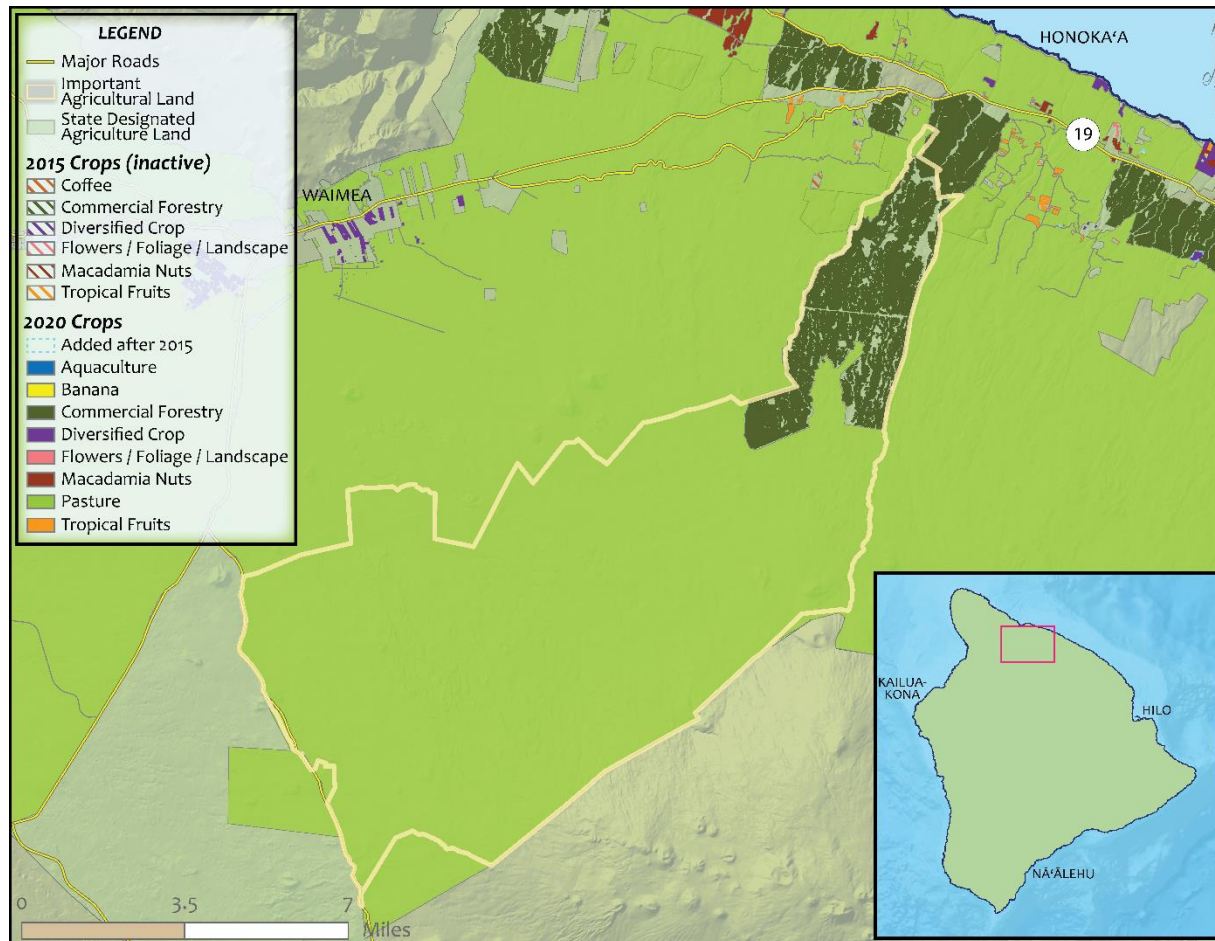 LEGEND
Major Roads
Important
Agricultural Land
State Designated
Agriculture Land
2015 Crops (inactive)
Coffee
Commercial Forestry
Diversified Crop
Flowers / Foliage / Landscape
Macadamia Nuts
Tropical Fruits
2020 Crops
Added after 2015
Aquaculture
Banana
Commercial Forestry
Diversified Crop
Flowers / Foliage / Landscape
Macadamia Nuts
Pasture
Tropical Fruits
HONOKAʻA
19
WAIMEA
KAILUA-
KONA
HILO
NĀʻĀLEHU
0 3.5 7
Miles